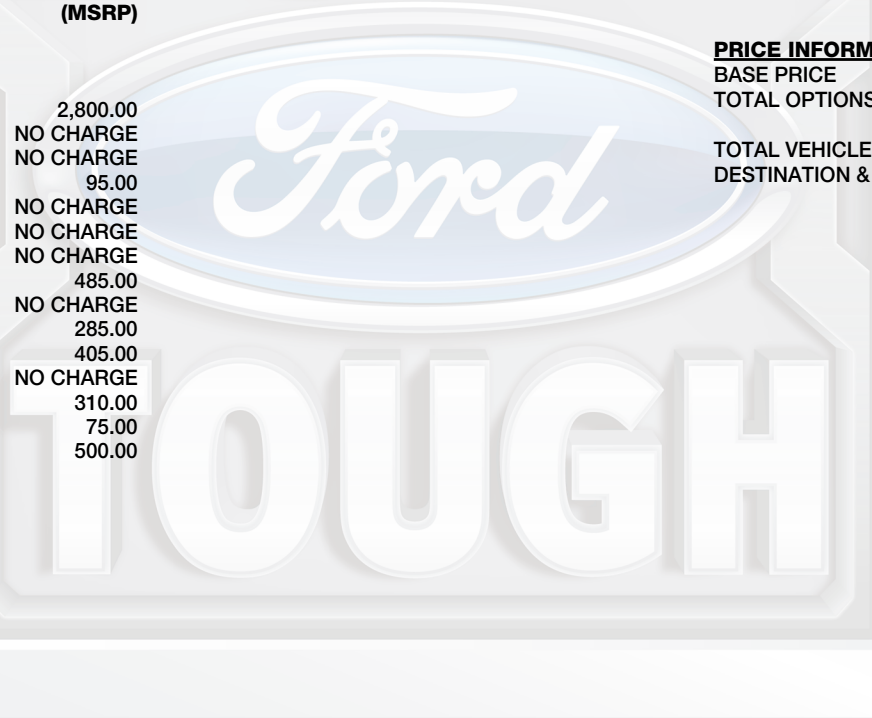 (MSRP)
2,800.00
NO CHARGE
NO CHARGE
95.00
NO CHARGE
NO CHARGE
NO CHARGE
485.00
NO CHARGE
285.00
405.00
NO CHARGE
310.00
75.00
500.00
PRICE INFORM
BASE PRICE
TOTAL OPTIONS
TOTAL VEHICLE
DESTINATION &
Ford
TOUGH